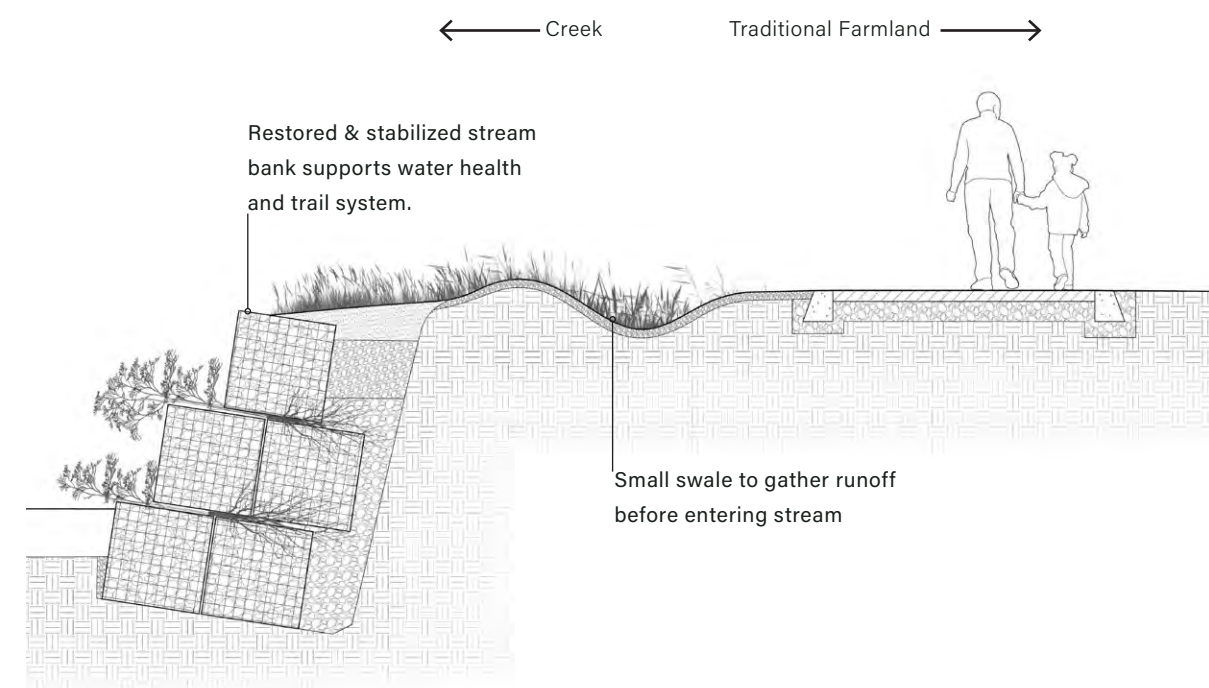 Creek
Traditional Farmland
Restored & stabilized stream
bank supports water health
and trail system.
Small swale to gather runoff
before entering stream